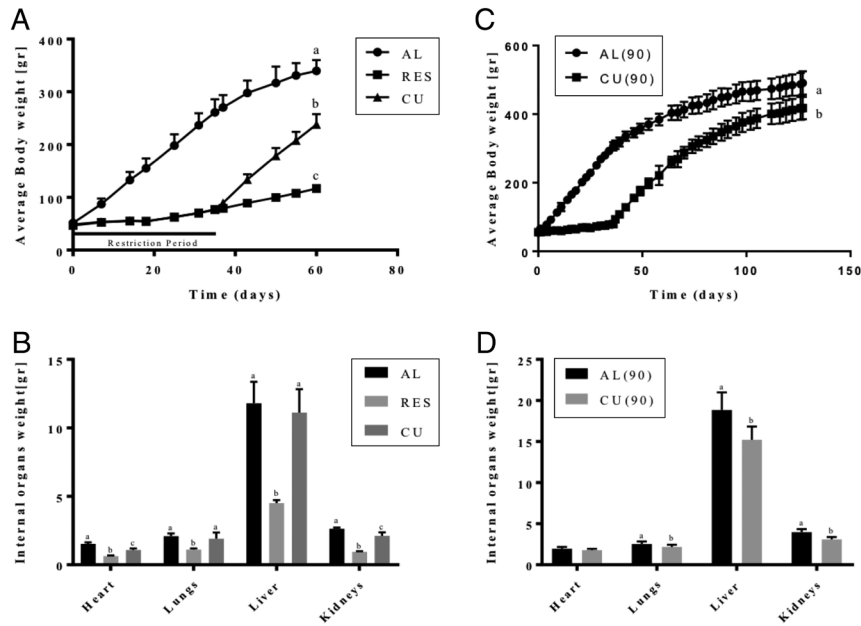 A
Average Body weight [gr]
400
300
200
100
0
0 20 40 60 80
Time (days)
Restriction Period
AL
RES
CU
a
b
c
C
Average Body weight [gr]
600
400
200
0
0 50 100 150
Time (days)
AL(90)
CU(90)
a
b
B
Internal organs weight[gr]
15
10
5
0
AL
RES
CU
a b c
a b a
a b a
a b c
Heart Lungs Liver Kidneys
D
Internal organs weight[gr]
25
20
15
10
5
0
AL(90)
CU(90)
a b
a b
a b
Heart Lungs Liver Kidneys